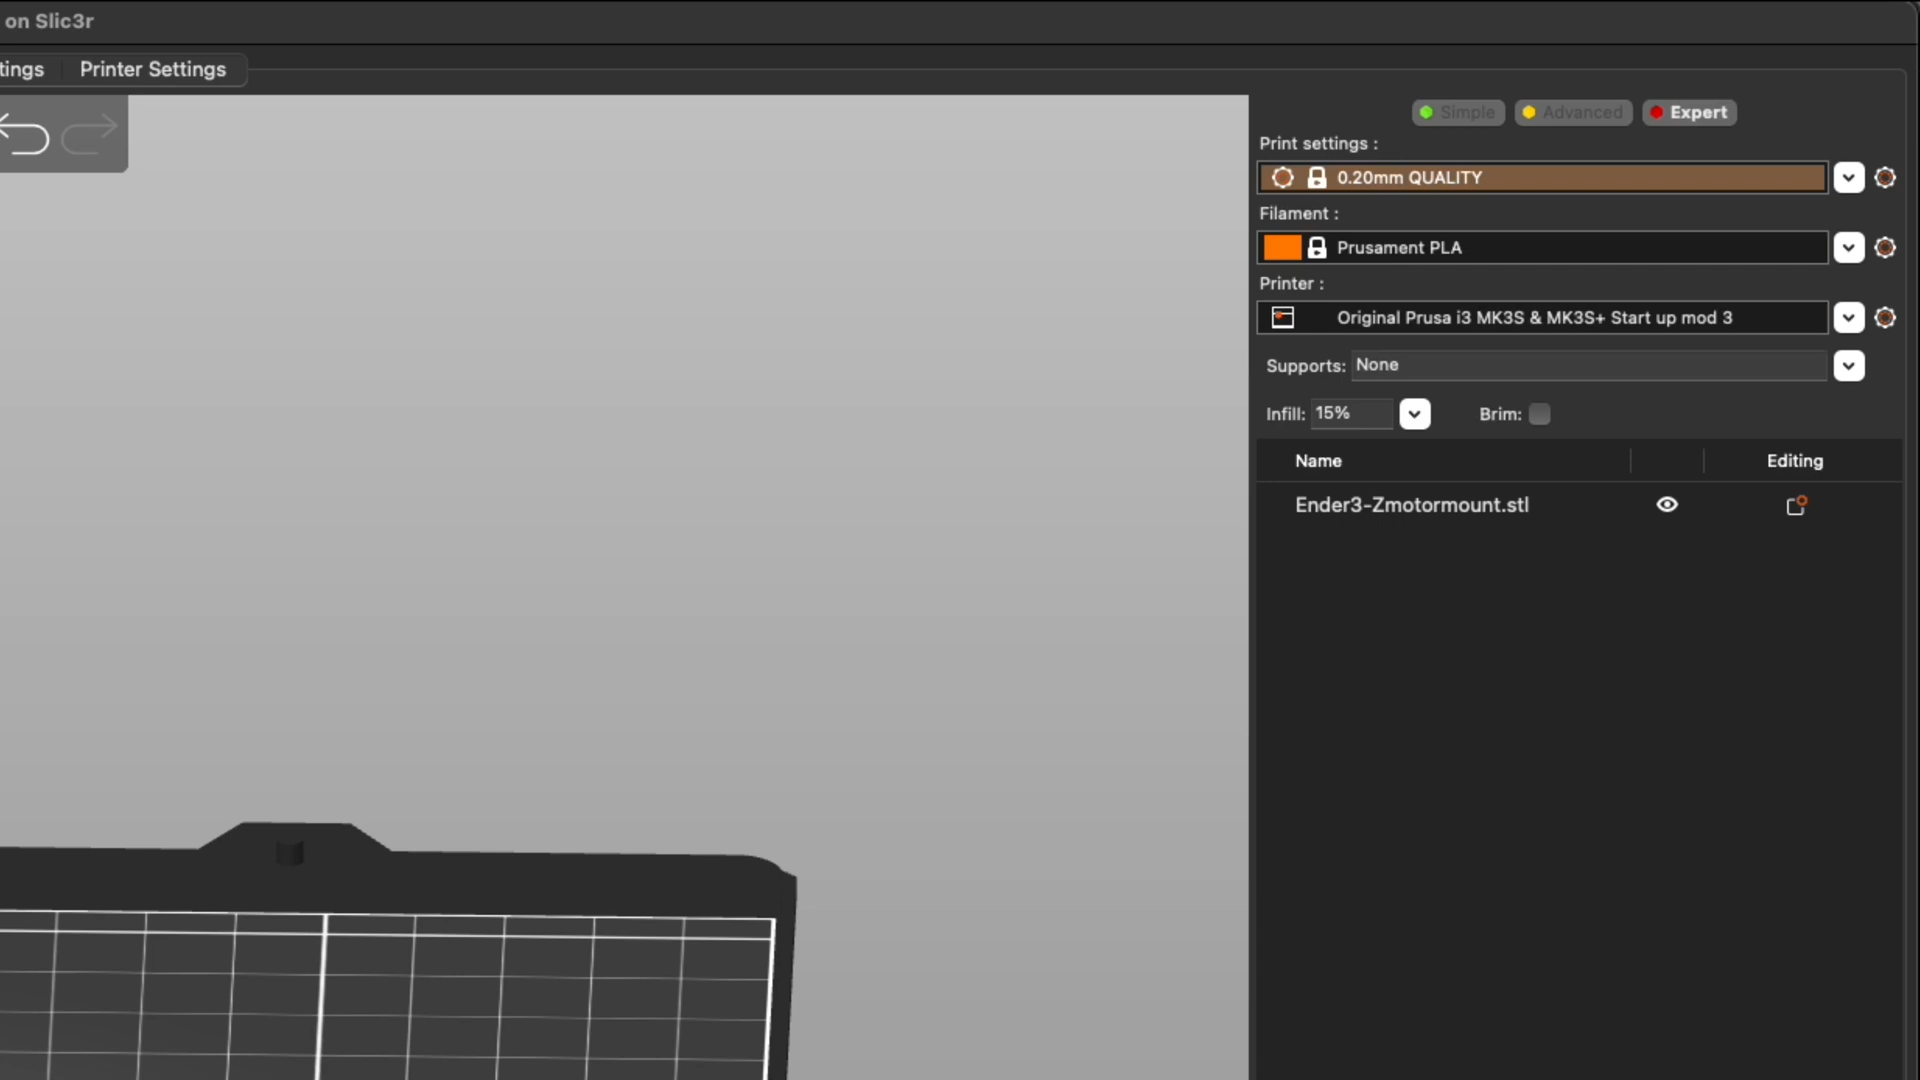 on Slic3r
tings
Printer Settings
Simple
Advanced
Expert
Print settings :
0.20mm QUALITY
Filament :
Prusament PLA
Printer :
Original Prusa i3 MK3S & MK3S+ Start up mod 3
Supports: None
Infill: 15%
Brim:
Name
Editing
Ender3-Zmotormount.stl